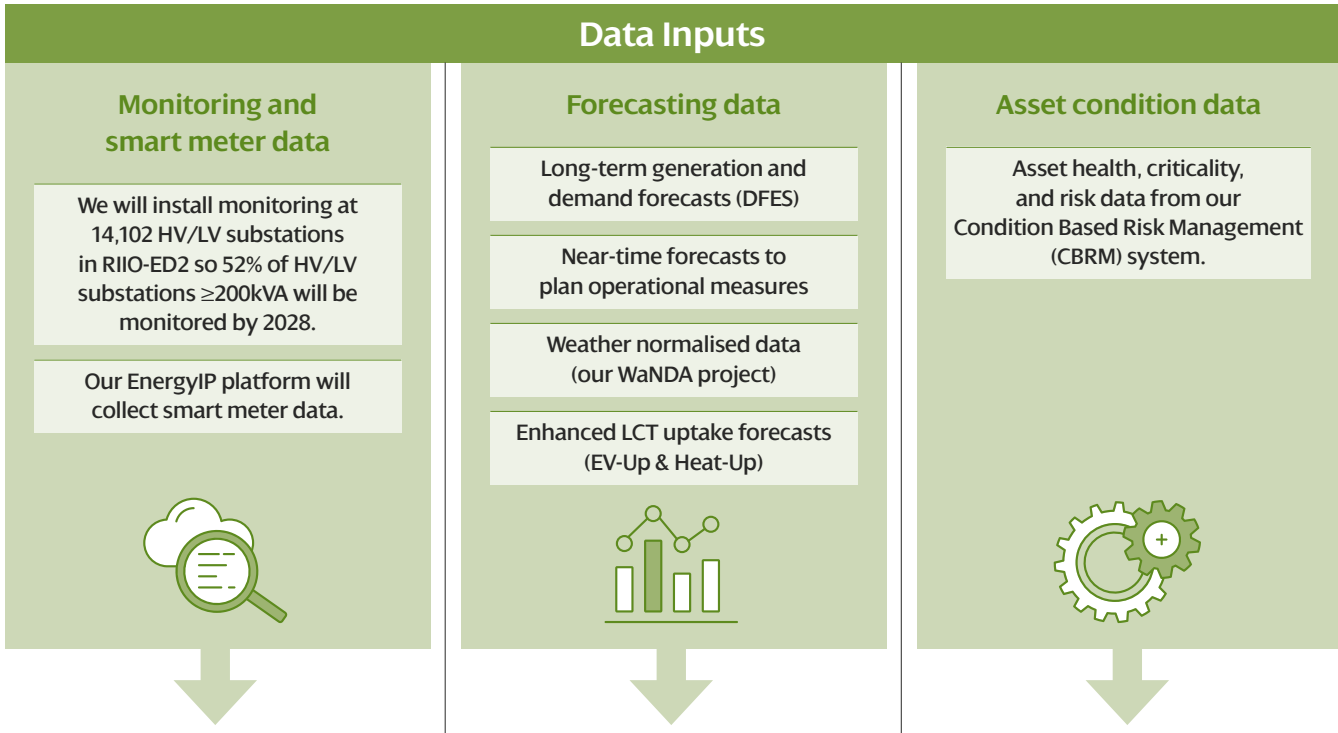 Data Inputs
Monitoring and
smart meter data
We will install monitoring at
14,102 HV/LV substations
in RIIO-ED2 so 52% of HV/LV
substations ≥200kVA will be
monitored by 2028.
Our EnergyIP platform will
collect smart meter data.
Forecasting data
Long-term generation and
demand forecasts (DFES)
Near-time forecasts to
plan operational measures
Weather normalised data
(our WaNDA project)
Enhanced LCT uptake forecasts
(EV-Up & Heat-Up)
Asset condition data
Asset health, criticality,
and risk data from our
Condition Based Risk Management
(CBRM) system.